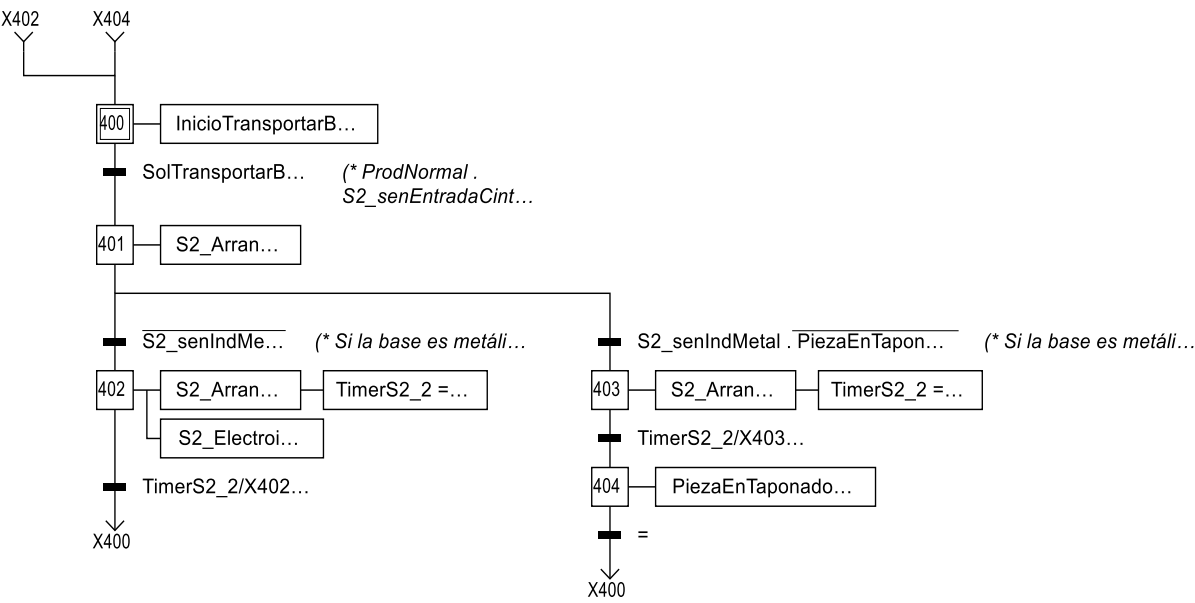 X402 X404
400 InicioTransportarB…
SolTransportarB… (* ProdNormal .
S2_senEntradaCint…
401 S2_Arran…
S2_senIndMe… (* Si la base es metáli… S2_senIndMetal . PiezaEnTapon… (* Si la base es metáli…
402 S2_Arran… TimerS2_2 =… 403 S2_Arran… TimerS2_2 =…
S2_Electroi… TimerS2_2/X403…
TimerS2_2/X402… 404 PiezaEnTaponado…
X400 =
X400